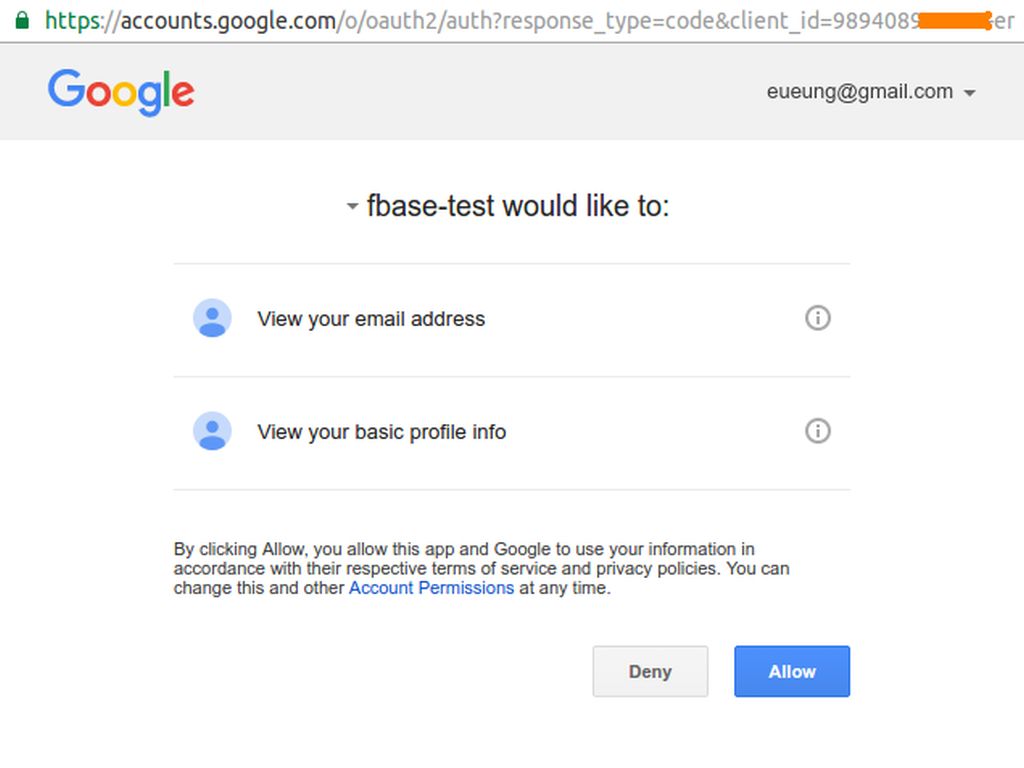 https://accounts.google.com/o/oauth2/auth?response_type=code&client_id=9894089 er
Google
eueung@gmail.com
fbase-test would like to:
View your email address
View your basic profile info
By clicking Allow, you allow this app and Google to use your information in
accordance with their respective terms of service and privacy policies. You can
change this and other Account Permissions at any time.
Deny
Allow